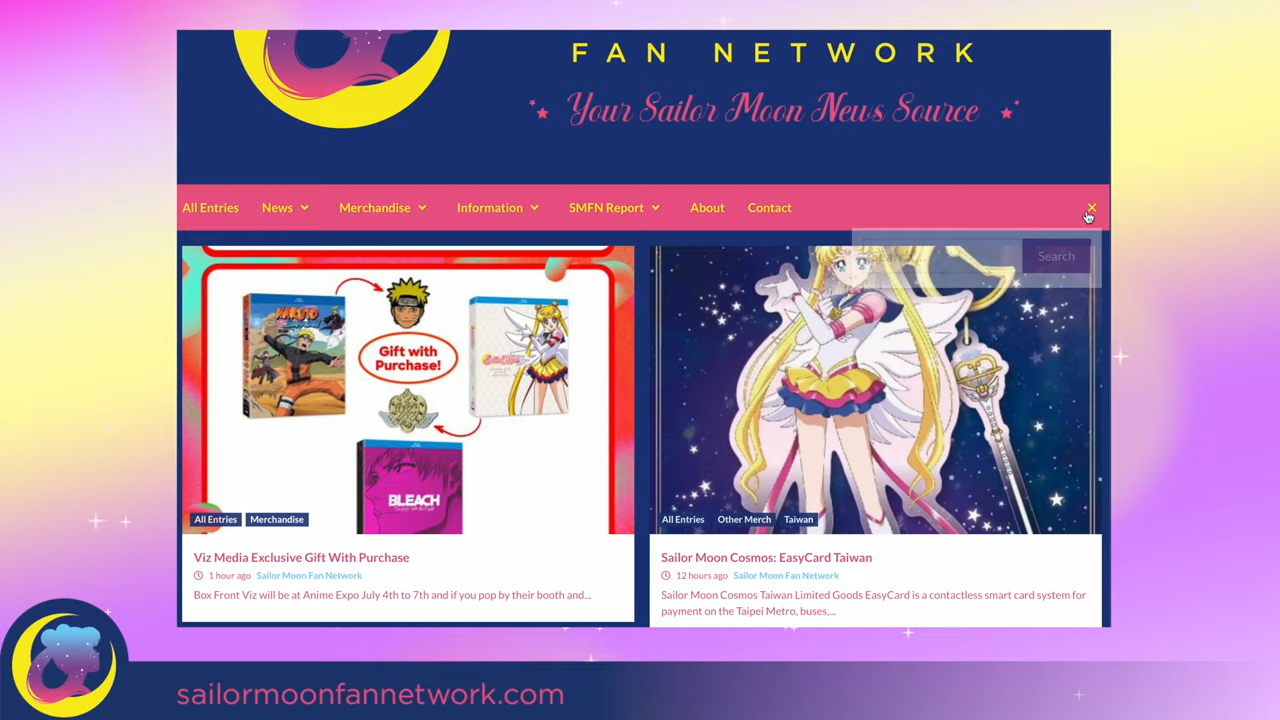 FAN NETWORK
Your Sailor Moon News Source
All Entries News Merchandise Information SMFN Report About Contact
Search
NARUTO
Gift with
Purchase!
BLEACH
All Entries Merchandise
All Entries Other Merch Taiwan
Viz Media Exclusive Gift With Purchase
1 hour ago Sailor Moon Fan Network
Box Front Viz will be at Anime Expo July 4th to 7th and if you pop by their booth and...
Sailor Moon Cosmos: EasyCard Taiwan
12 hours ago Sailor Moon Fan Network
Sailor Moon Cosmos Taiwan Limited Goods EasyCard is a contactless smart card system for
payment on the Taipei Metro, buses,...
sailormoonfannetwork.com